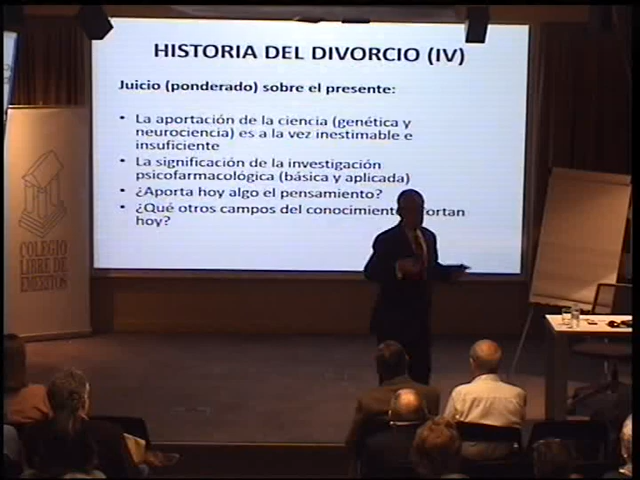 HISTORIA DEL DIVORCIO (IV)
Juicio (ponderado) sobre el presente:
• La aportación de la ciencia (genética y
neurociencia) es a la vez inestimable e
insuficiente
• La significación de la investigación
psicofarmacológica (básica y aplicada)
• ¿Aporta hoy algo el pensamiento?
• ¿Qué otros campos del conocimient ortan
hoy?
COLEGIO
LIBRE DE
EMERITOS